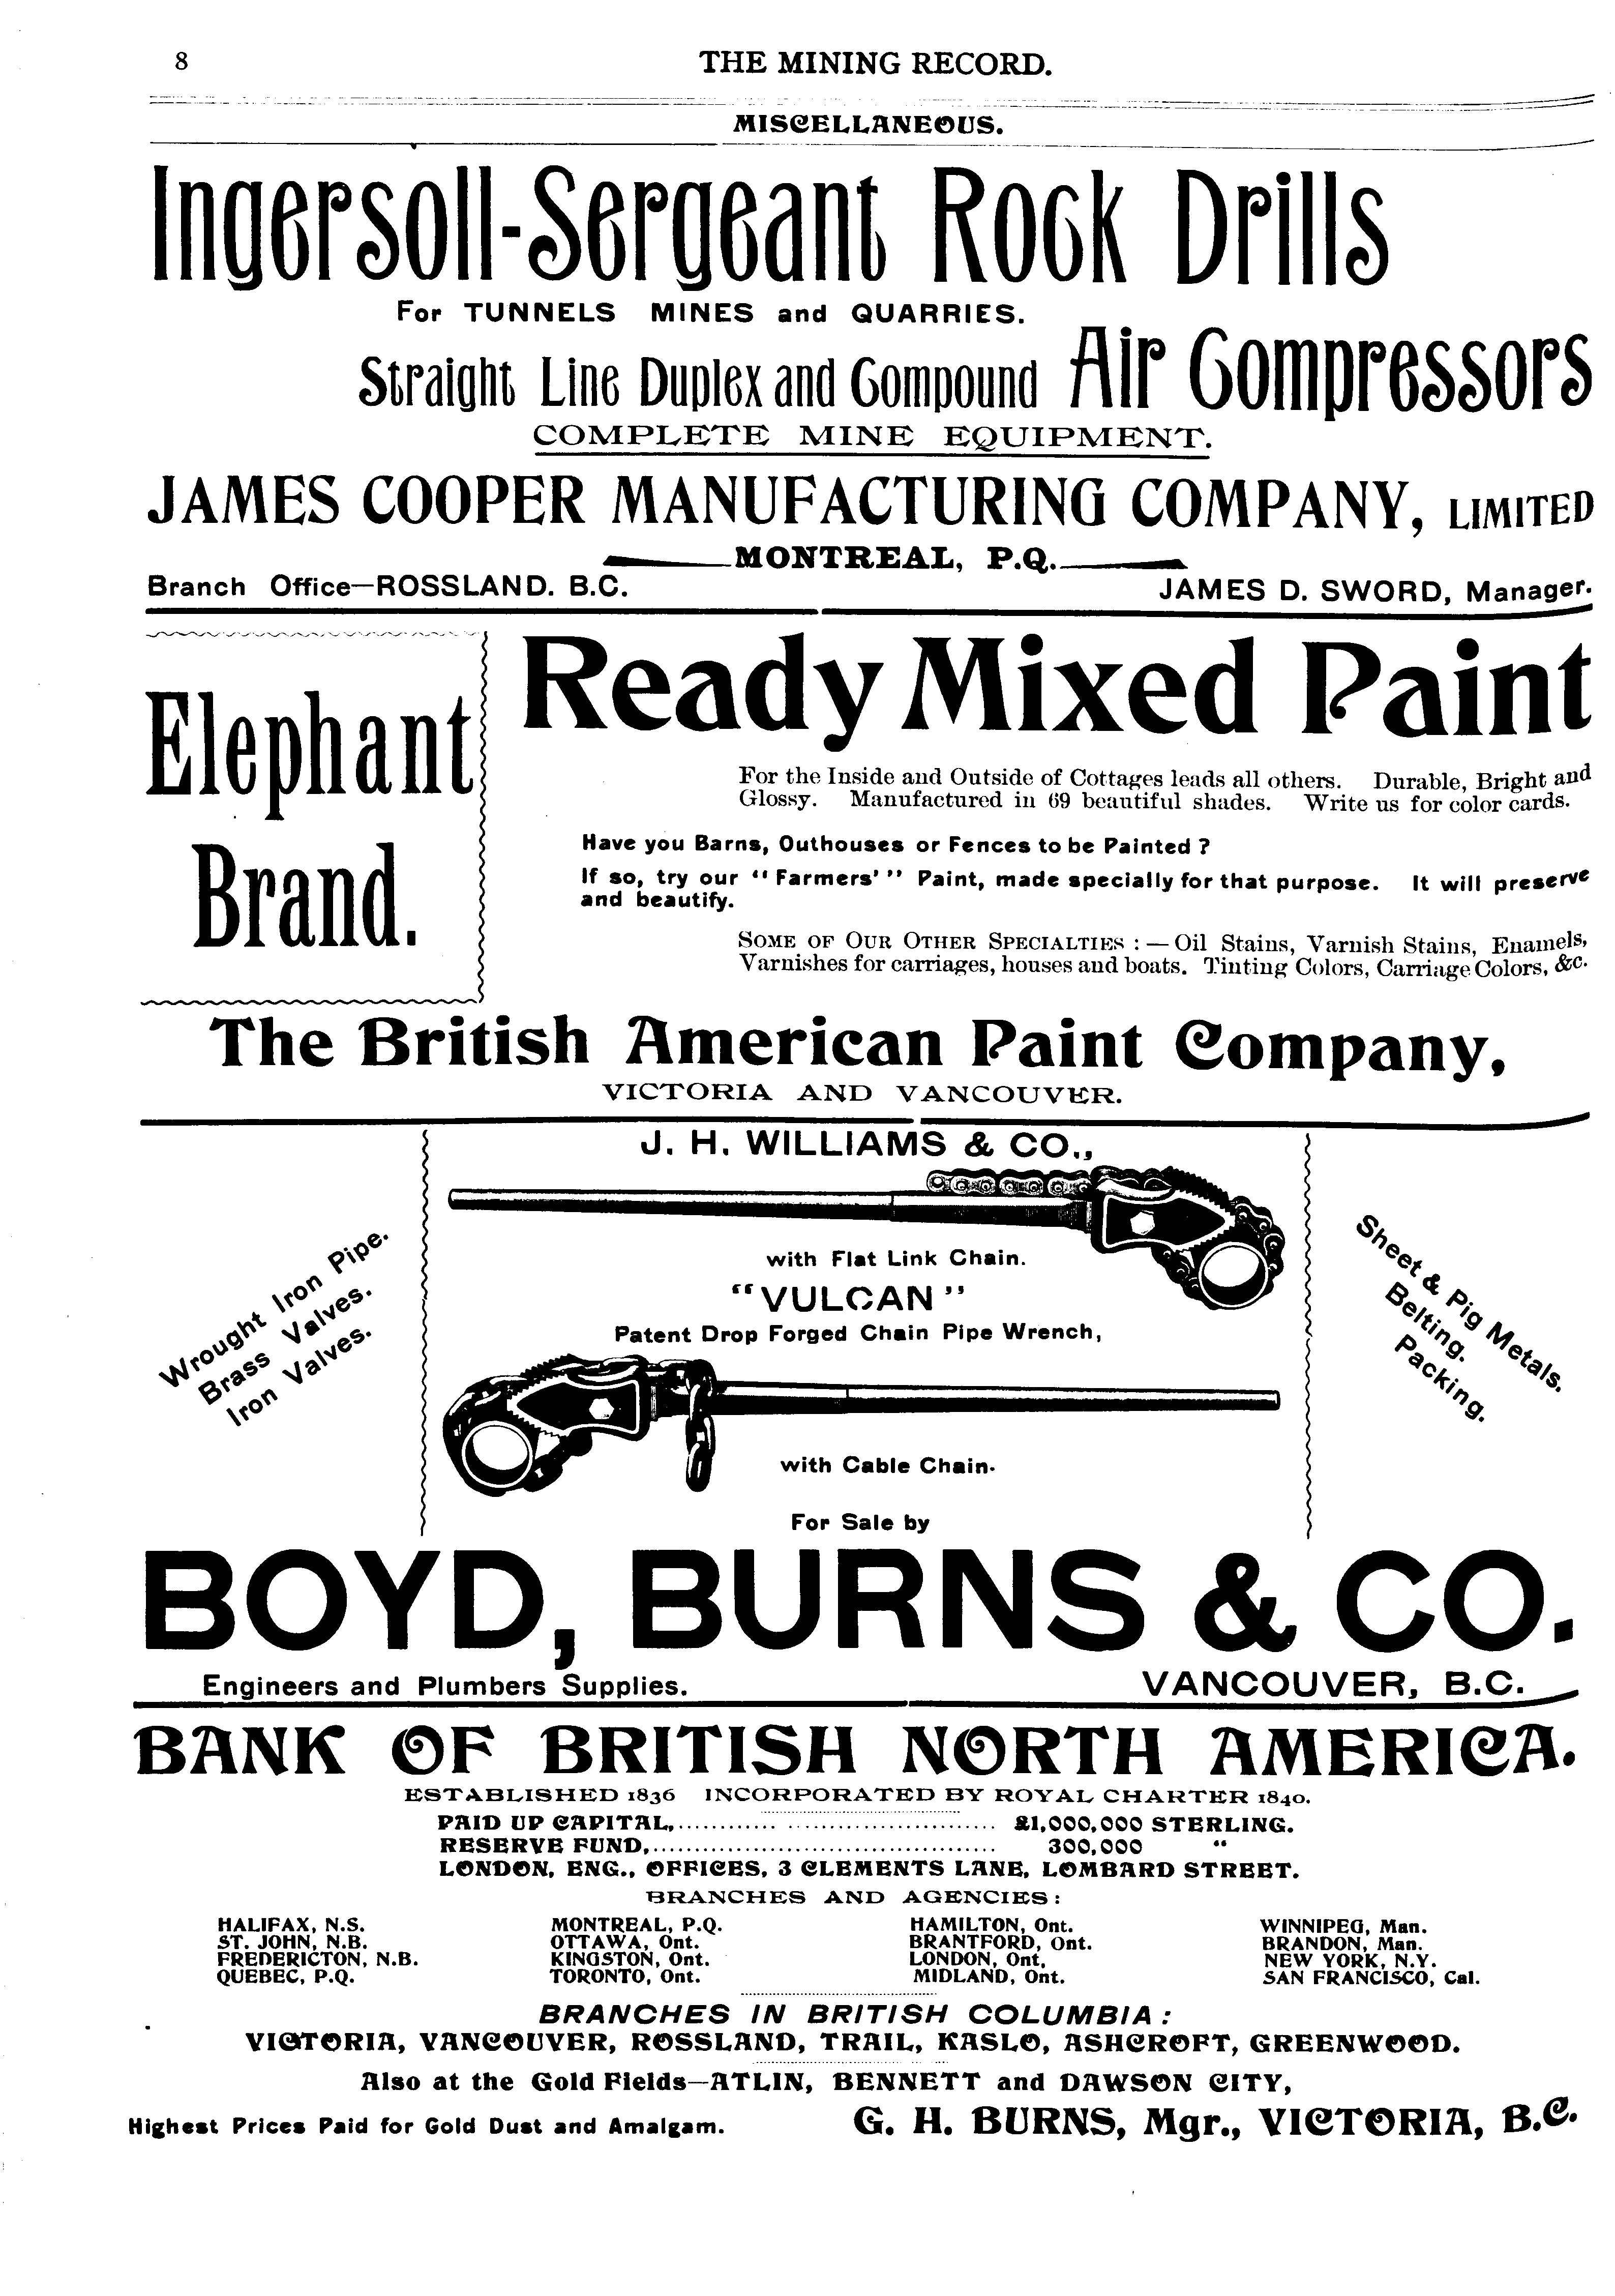 8
THE MINING RECORD.
MISCELLANEOUS.
Ingersoll-Sergeant Rock Drills
For TUNNELS MINES and QUARRIES.
Straight Line Duplex and Compound Air Compressors
COMPLETE MINE EQUIPMENT.
JAMES COOPER MANUFACTURING COMPANY, LIMITED
MONTREAL, P.Q.
Branch Office—ROSSLAND. B.C.
JAMES D. SWORD, Manager.
Elephant
Brand.
Ready Mixed Paint
For the Inside and Outside of Cottages leads all others. Durable, Bright and
Glossy. Manufactured in 69 beautiful shades. Write us for color cards.
Have you Barns, Outhouses or Fences to be Painted ?
If so, try our “ Farmers’ ” Paint, made specially for that purpose. It will preserve
and beautify.
SOME OF OUR OTHER SPECIALTIES : — Oil Stains, Varnish Stains, Enamels,
Varnishes for carriages, houses and boats. Tinting Colors, Carriage Colors, &c.
The British American Paint Company,
VICTORIA AND VANCOUVER.
Wrought Iron Pipe.
Brass Valves.
Iron Valves.
J. H. WILLIAMS & CO.,
with Flat Link Chain.
“VULCAN”
Patent Drop Forged Chain Pipe Wrench,
with Cable Chain.
For Sale by
Sheet & Pig Metals.
Belting.
Packing.
BOYD, BURNS & CO.
Engineers and Plumbers Supplies.
VANCOUVER, B.C.
BANK OF BRITISH NORTH AMERICA.
ESTABLISHED 1836 INCORPORATED BY ROYAL CHARTER 1840.
PAID UP CAPITAL,........................................ £1,000,000 STERLING.
RESERVE FUND,........................................ 300,000 “
LONDON, ENG., OFFICES, 3 CLEMENTS LANE, LOMBARD STREET.
BRANCHES AND AGENCIES :
HALIFAX, N.S. MONTREAL, P.Q. HAMILTON, Ont. WINNIPEG, Man.
ST. JOHN, N.B. OTTAWA, Ont. BRANTFORD, Ont. BRANDON, Man.
FREDERICTON, N.B. KINGSTON, Ont. LONDON, Ont. NEW YORK, N.Y.
QUEBEC, P.Q. TORONTO, Ont. MIDLAND, Ont. SAN FRANCISCO, Cal.
BRANCHES IN BRITISH COLUMBIA :
VICTORIA, VANCOUVER, ROSSLAND, TRAIL, KASLO, ASHCROFT, GREENWOOD.
Also at the Gold Fields—ATLIN, BENNETT and DAWSON CITY,
Highest Prices Paid for Gold Dust and Amalgam.
G. H. BURNS, Mgr., VICTORIA, B.C.